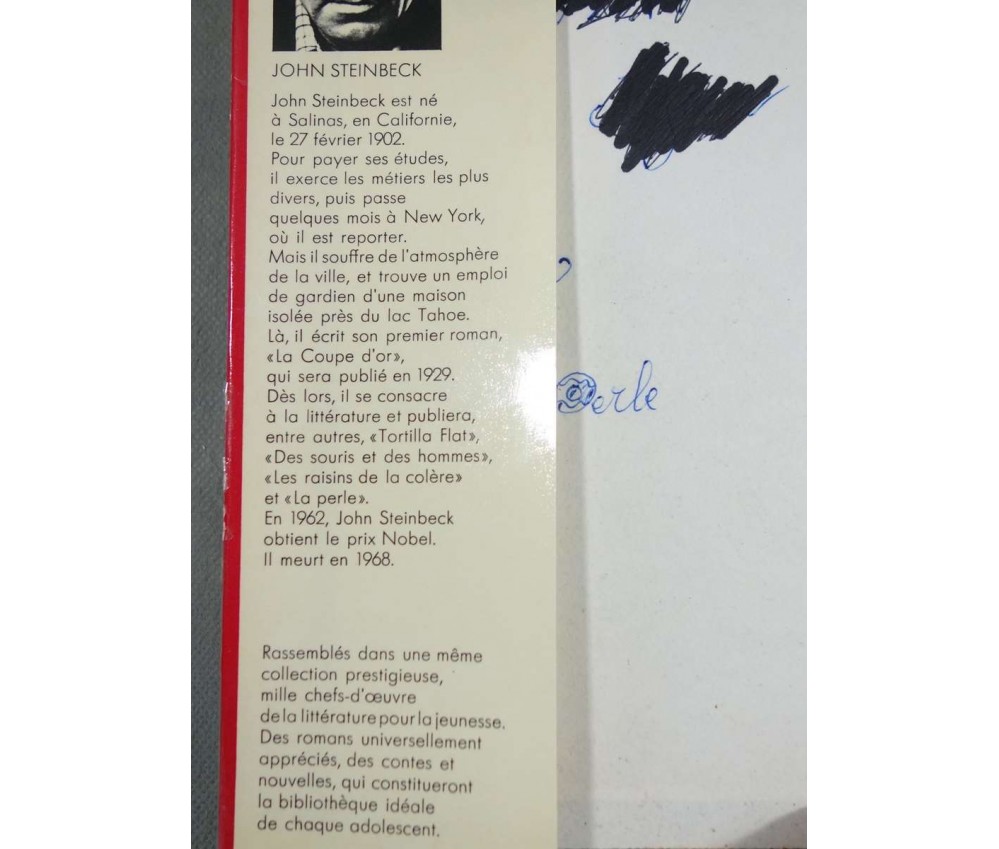 JOHN STEINBECK
John Steinbeck est né
à Salinas, en Californie,
le 27 février 1902.
Pour payer ses études,
il exerce les métiers les plus
divers, puis passe
quelques mois à New York,
où il est reporter.
Mais il souffre de l'atmosphère
de la ville, et trouve un emploi
de gardien d'une maison
isolée près du lac Tahoe.
Là, il écrit son premier roman,
«La Coupe d'or»,
qui sera publié en 1929.
Dès lors, il se consacre
à la littérature et publiera,
entre autres, «Tortilla Flat»,
«Des souris et des hommes»,
«Les raisins de la colère»
et «La perle».
En 1962, John Steinbeck
obtient le prix Nobel.
Il meurt en 1968.
Rassemblés dans une même
collection prestigieuse,
mille chefs-d'œuvre
de la littérature pour la jeunesse.
Des romans universellement
appréciés, des contes et
nouvelles, qui constitueront
la bibliothèque idéale
de chaque adolescent.
Perle